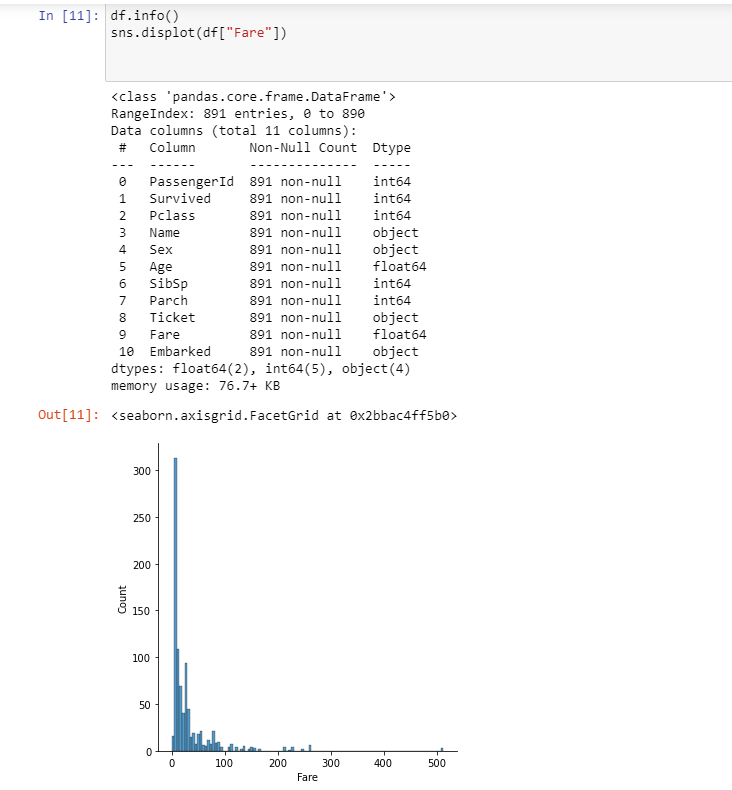 In [11]: df.info()
sns.displot(df["Fare"])
<class 'pandas.core.frame.DataFrame'>
RangeIndex: 891 entries, 0 to 890
Data columns (total 11 columns):
 #   Column       Non-Null Count  Dtype
---  ------       --------------  -----
 0   PassengerId  891 non-null    int64
 1   Survived     891 non-null    int64
 2   Pclass       891 non-null    int64
 3   Name         891 non-null    object
 4   Sex          891 non-null    object
 5   Age          891 non-null    float64
 6   SibSp        891 non-null    int64
 7   Parch        891 non-null    int64
 8   Ticket       891 non-null    object
 9   Fare         891 non-null    float64
 10  Embarked     891 non-null    object
dtypes: float64(2), int64(5), object(4)
memory usage: 76.7+ KB
Out[11]: <seaborn.axisgrid.FacetGrid at 0x2bbac4ff5b0>
300
250
200
Count
150
100
50
0
0 100 200 300 400 500
Fare